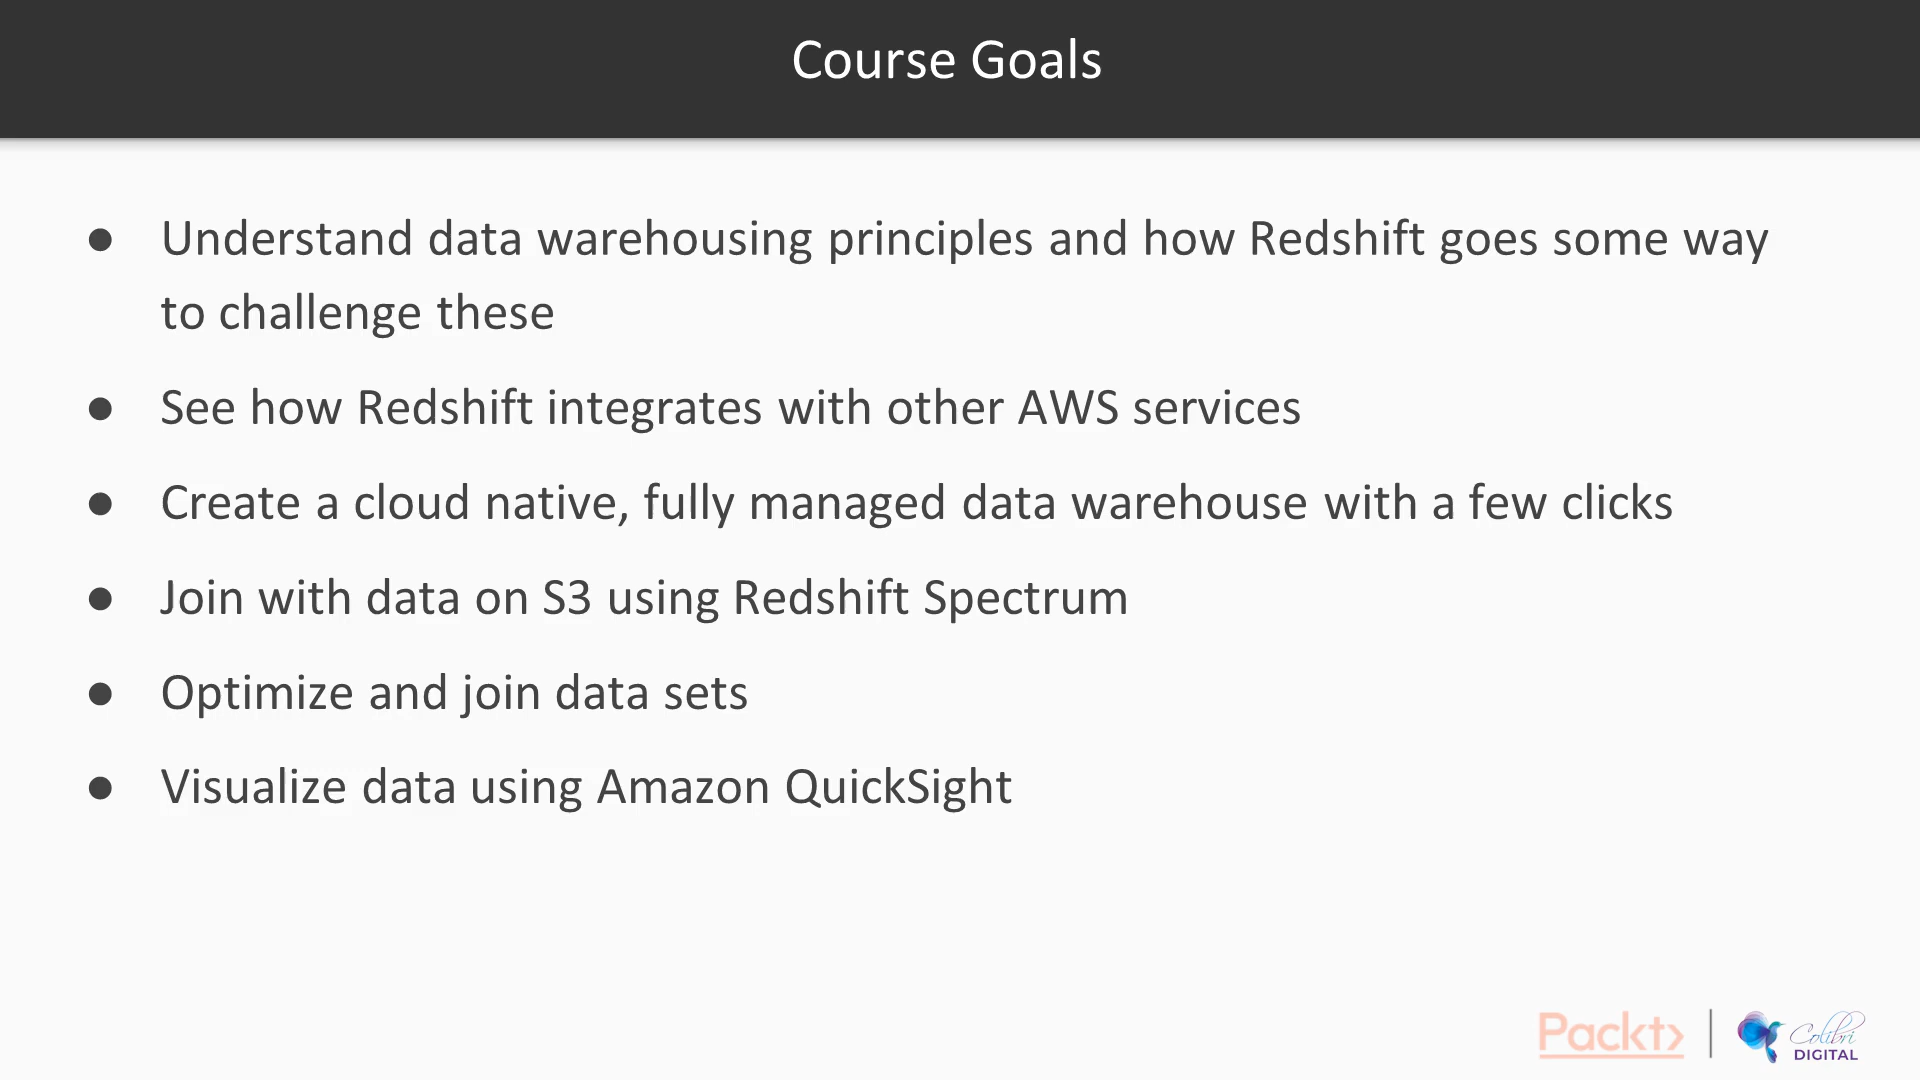 Course Goals
● Understand data warehousing principles and how Redshift goes some way
to challenge these
● See how Redshift integrates with other AWS services
● Create a cloud native, fully managed data warehouse with a few clicks
● Join with data on S3 using Redshift Spectrum
● Optimize and join data sets
● Visualize data using Amazon QuickSight
Packt>
Colibri
DIGITAL